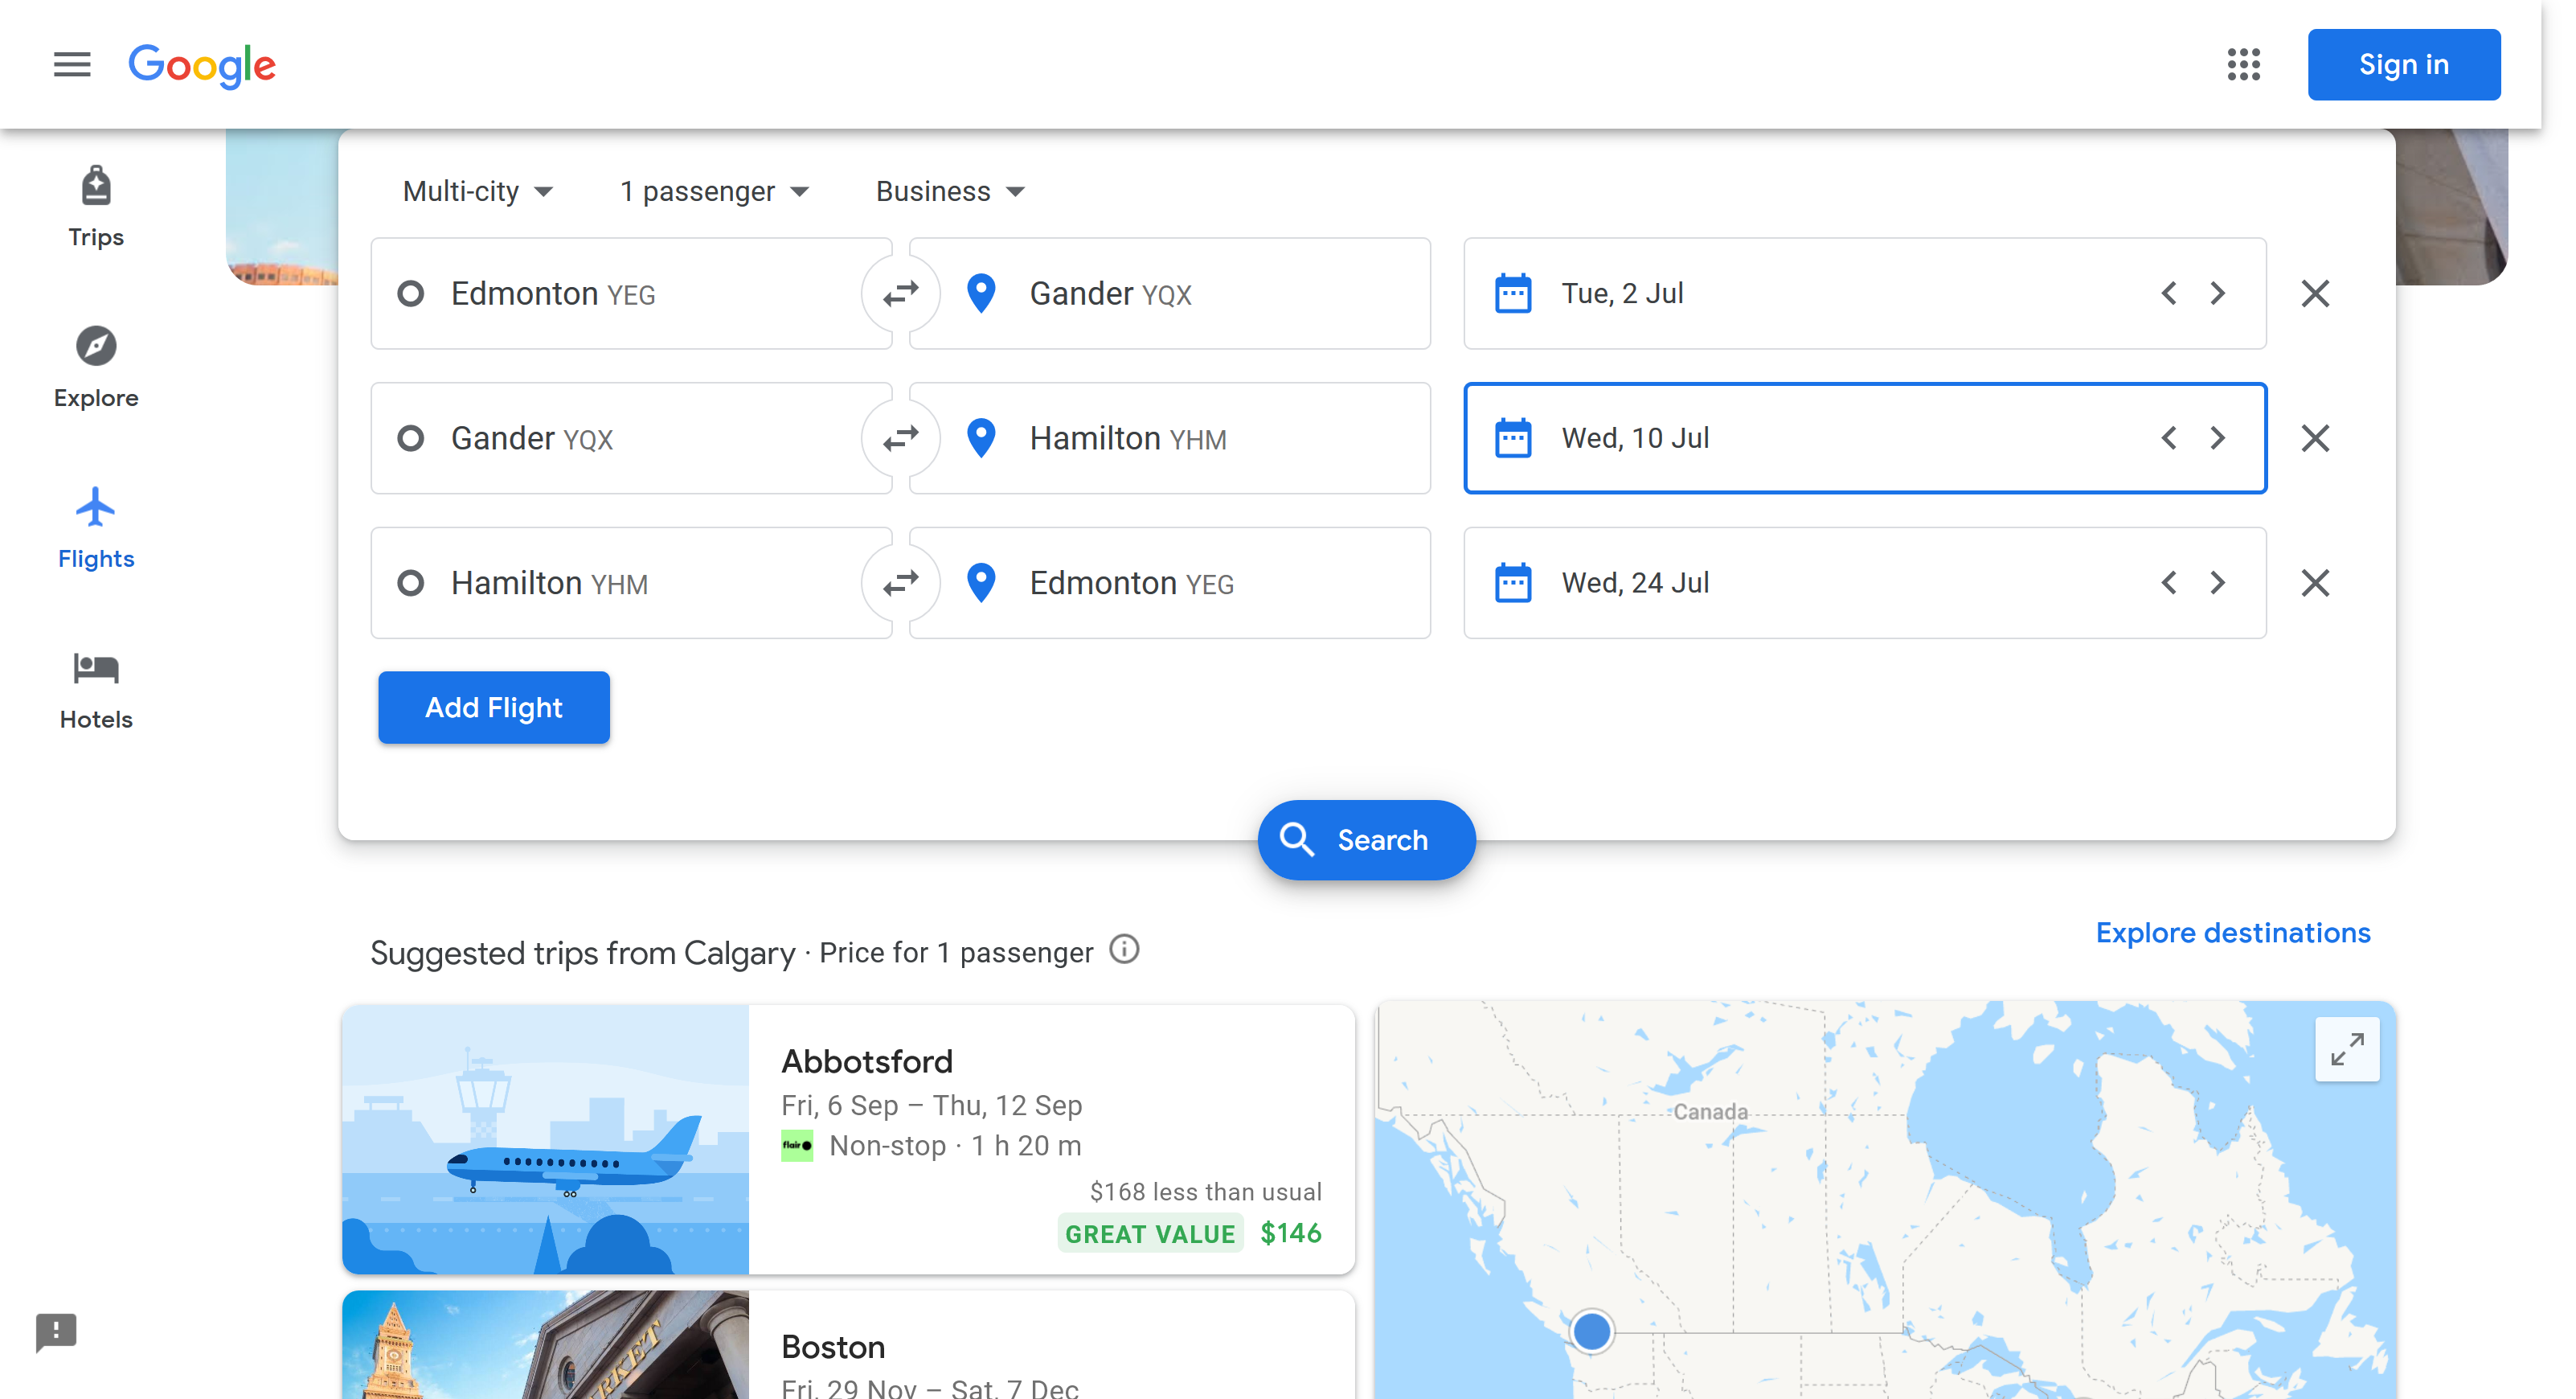 Google
Sign in
Trips
Explore
Flights
Hotels
Multi-city
1 passenger
Business
Edmonton YEG
Gander YQX
Tue, 2 Jul
Gander YQX
Hamilton YHM
Wed, 10 Jul
Hamilton YHM
Edmonton YEG
Wed, 24 Jul
Add Flight
Search
Suggested trips from Calgary · Price for 1 passenger
Explore destinations
Abbotsford
Fri, 6 Sep – Thu, 12 Sep
flair
Non-stop · 1 h 20 m
$168 less than usual
GREAT VALUE $146
RKET
Boston
Fri, 29 Nov – Sat, 7 Dec
Canada